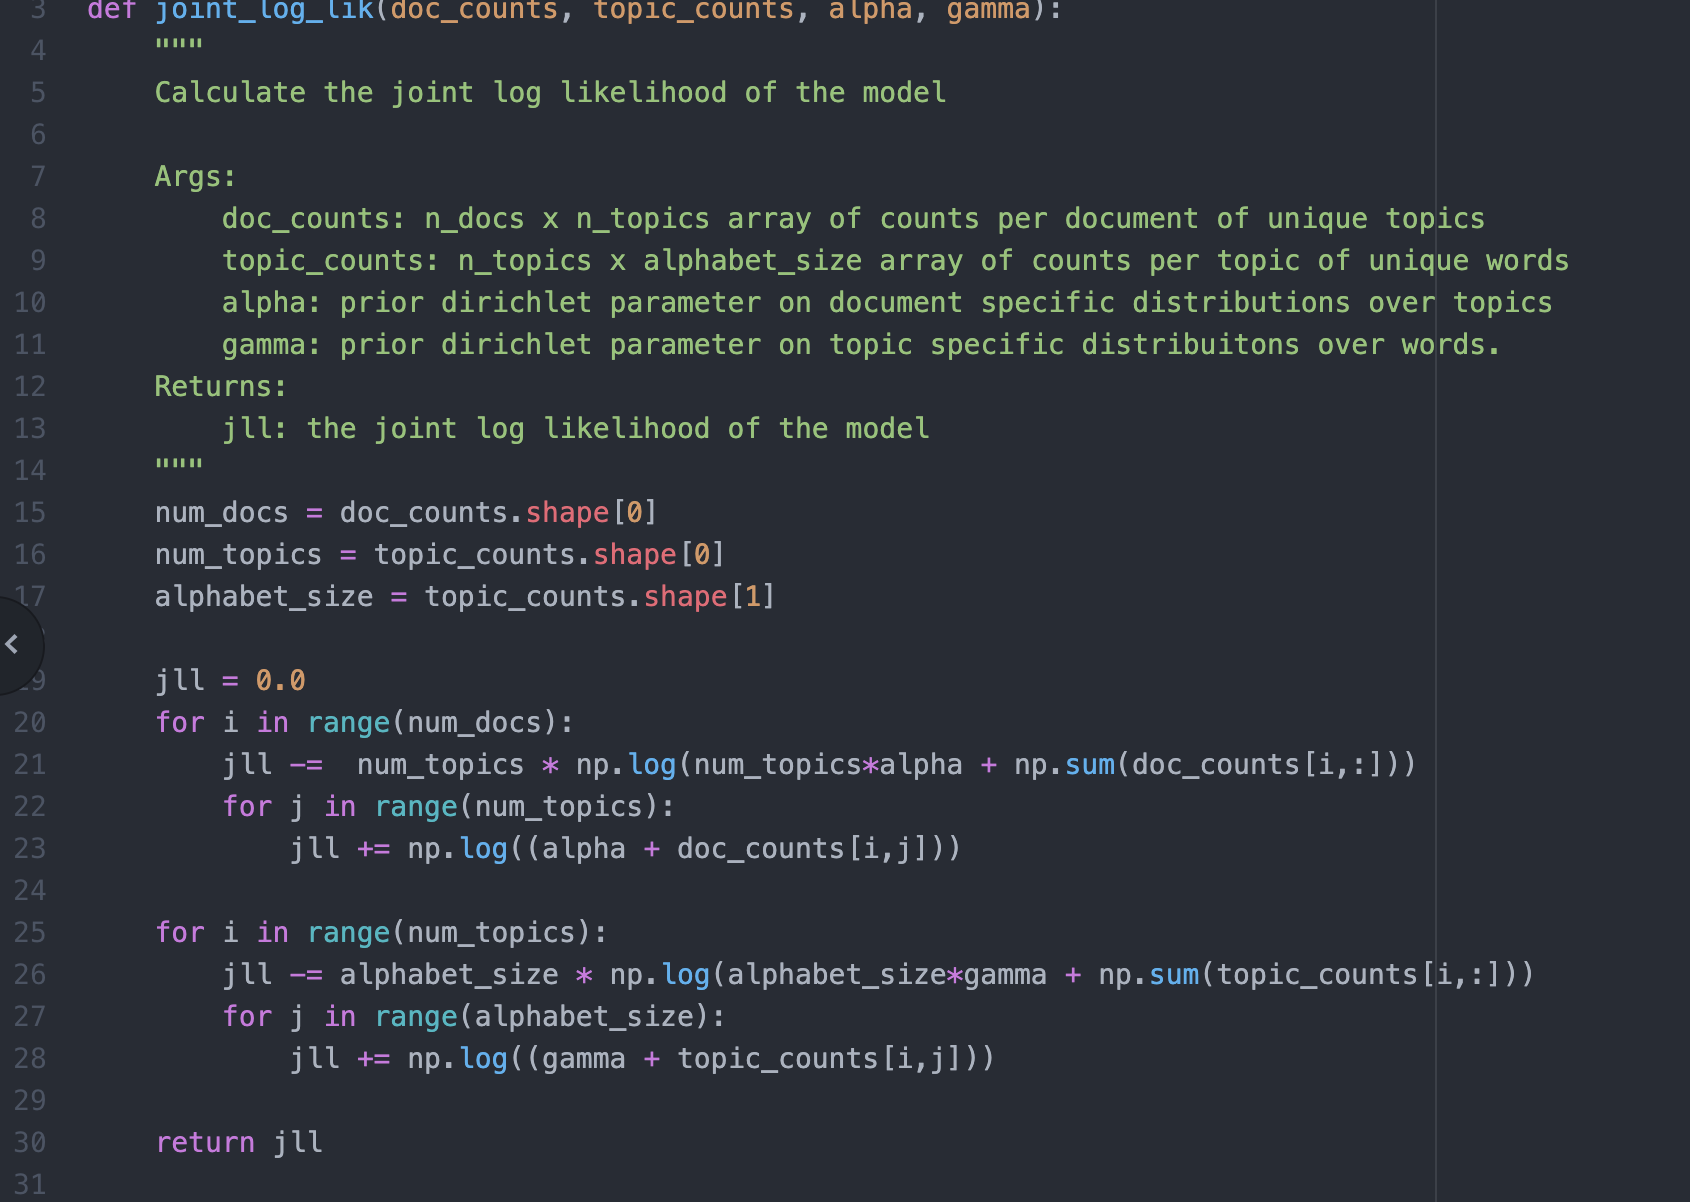 3 def joint_log_lik(doc_counts, topic_counts, alpha, gamma):
4     """
5     Calculate the joint log likelihood of the model
6
7     Args:
8         doc_counts: n_docs x n_topics array of counts per document of unique topics
9         topic_counts: n_topics x alphabet_size array of counts per topic of unique words
10         alpha: prior dirichlet parameter on document specific distributions over topics
11         gamma: prior dirichlet parameter on topic specific distribuitons over words.
12     Returns:
13         jll: the joint log likelihood of the model
14     """
15     num_docs = doc_counts.shape[0]
16     num_topics = topic_counts.shape[0]
17     alphabet_size = topic_counts.shape[1]

19     jll = 0.0
20     for i in range(num_docs):
21         jll -=  num_topics * np.log(num_topics*alpha + np.sum(doc_counts[i,:]))
22         for j in range(num_topics):
23             jll += np.log((alpha + doc_counts[i,j]))
24
25     for i in range(num_topics):
26         jll -= alphabet_size * np.log(alphabet_size*gamma + np.sum(topic_counts[i,:]))
27         for j in range(alphabet_size):
28             jll += np.log((gamma + topic_counts[i,j]))
29
30     return jll
31